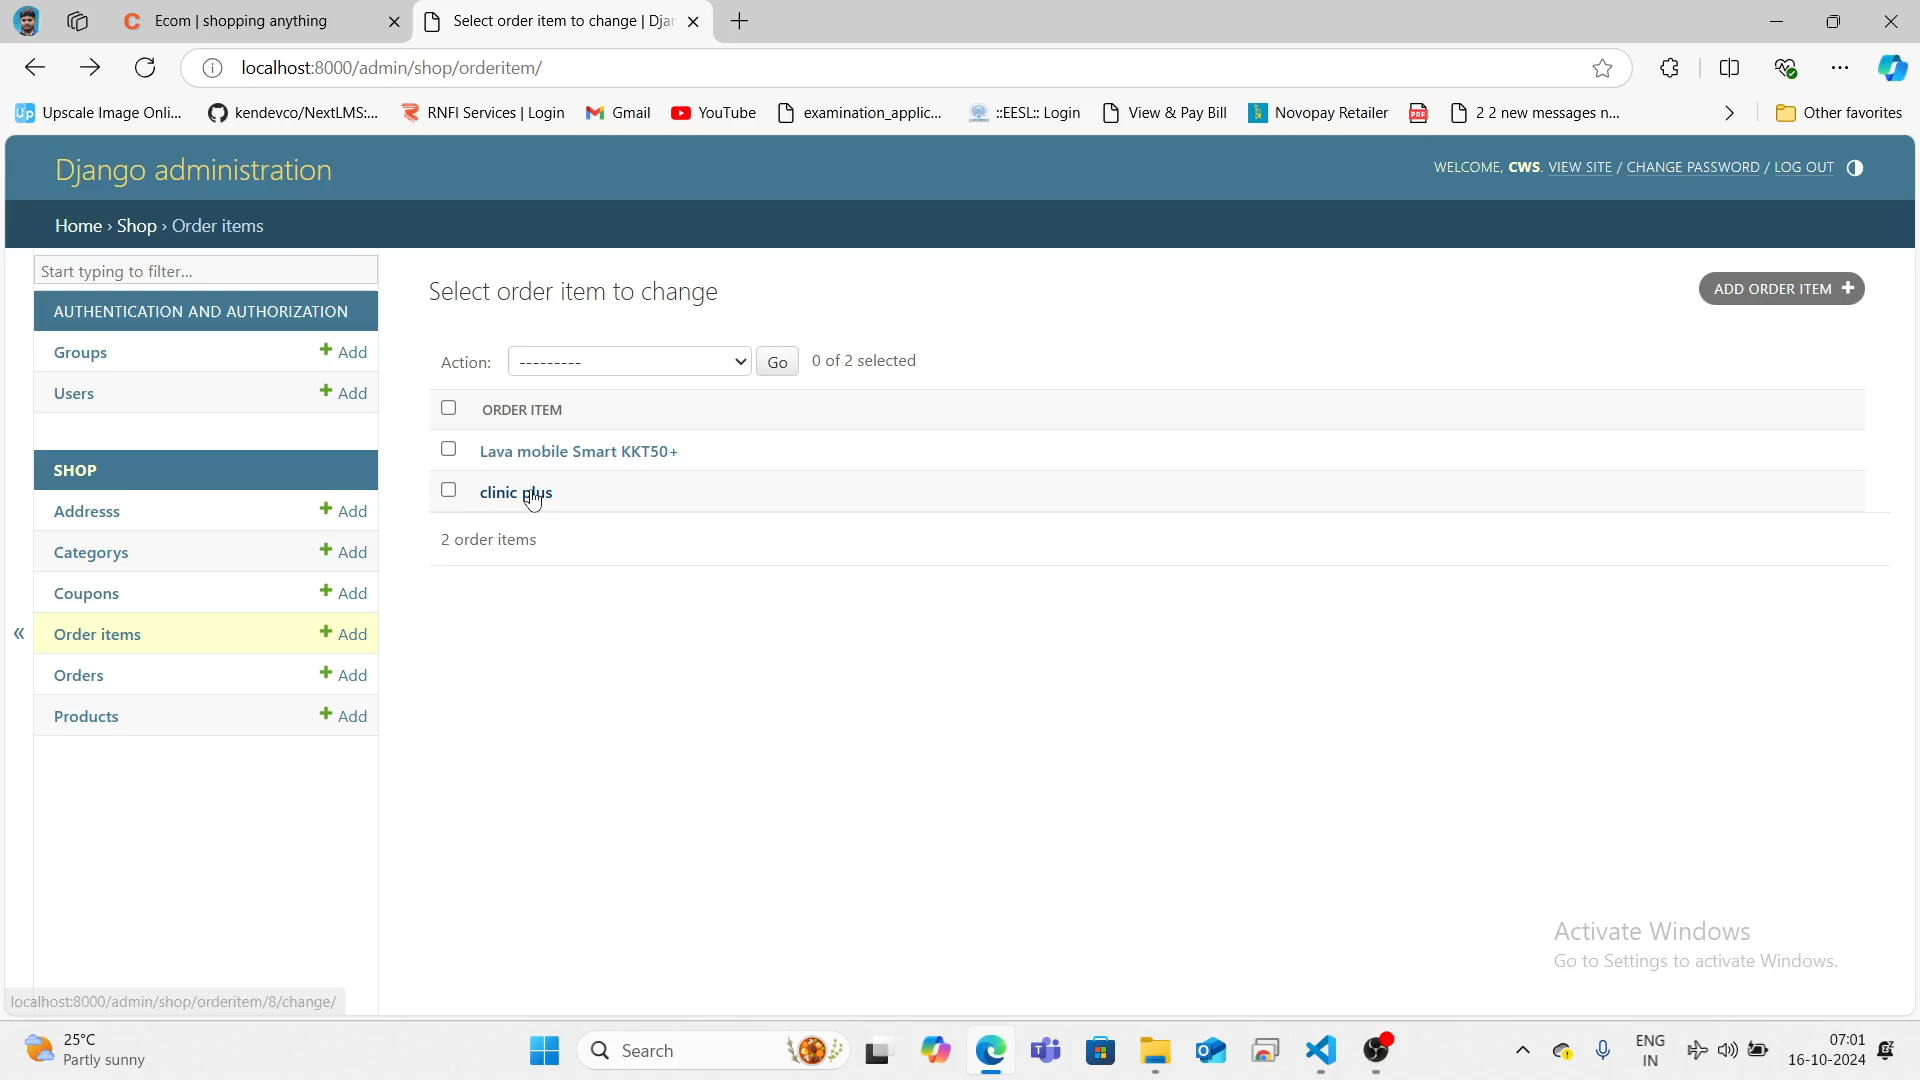 Ecom | shopping anything
Select order item to change | Djan
localhost:8000/admin/shop/orderitem/
Upscale Image Onli...
kendevco/NextLMS:...
RNFI Services | Login
Gmail
YouTube
examination_applic...
::EESL:: Login
View & Pay Bill
Novopay Retailer
PDF
2 2 new messages n...
Other favorites
Django administration
WELCOME, CWS. VIEW SITE / CHANGE PASSWORD / LOG OUT
Home › Shop › Order items
Start typing to filter...
AUTHENTICATION AND AUTHORIZATION
Groups + Add
Users + Add
SHOP
Addresss + Add
Categorys + Add
Coupons + Add
« Order items + Add
Orders + Add
Products + Add
Select order item to change
ADD ORDER ITEM +
Action: --------- Go 0 of 2 selected
ORDER ITEM
Lava mobile Smart KKT50+
clinic plus
2 order items
Activate Windows
Go to Settings to activate Windows.
localhost:8000/admin/shop/orderitem/8/change/
25°C
Partly sunny
Search
ENG
IN
07:01
16-10-2024